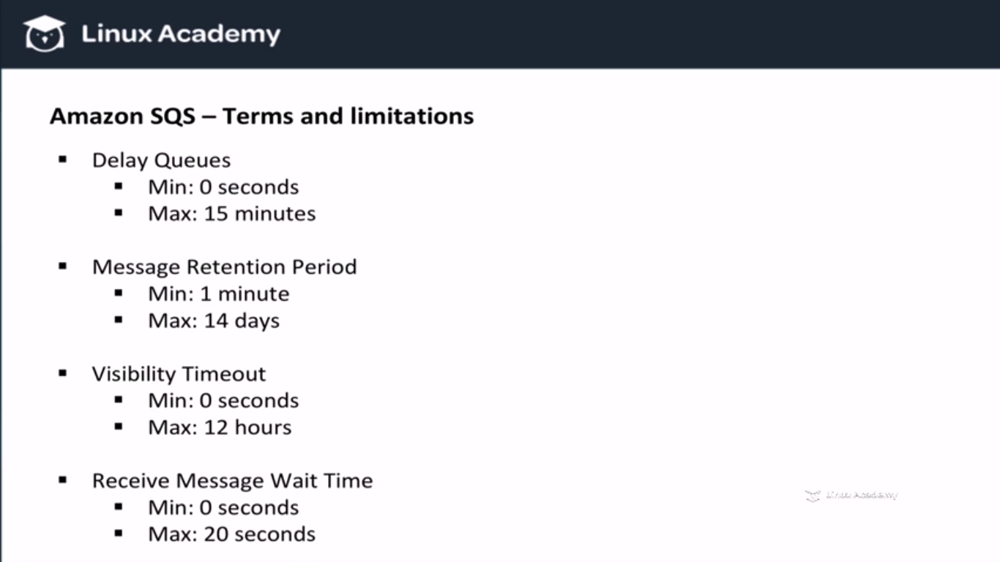 Linux Academy
Amazon SQS – Terms and limitations
▪ Delay Queues
▪ Min: 0 seconds
▪ Max: 15 minutes
▪ Message Retention Period
▪ Min: 1 minute
▪ Max: 14 days
▪ Visibility Timeout
▪ Min: 0 seconds
▪ Max: 12 hours
▪ Receive Message Wait Time
▪ Min: 0 seconds
▪ Max: 20 seconds
Linux Academy